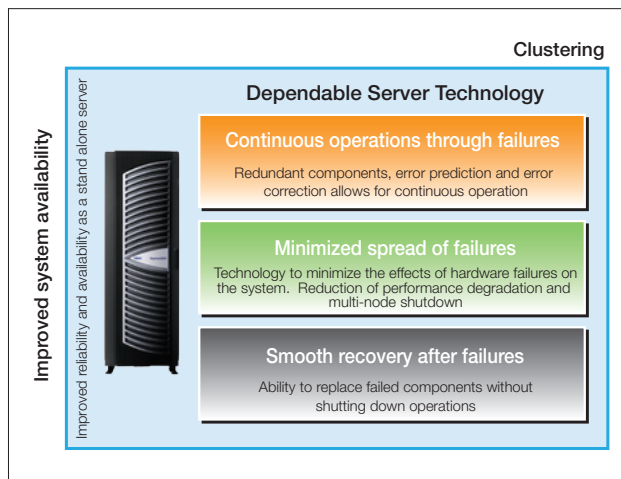 Clustering
Improved system availability
Improved reliability and availability as a stand alone server
Dependable Server Technology
Continuous operations through failures
Redundant components, error prediction and error
correction allows for continuous operation
Minimized spread of failures
Technology to minimize the effects of hardware failures on
the system. Reduction of performance degradation and
multi-node shutdown
Smooth recovery after failures
Ability to replace failed components without
shutting down operations